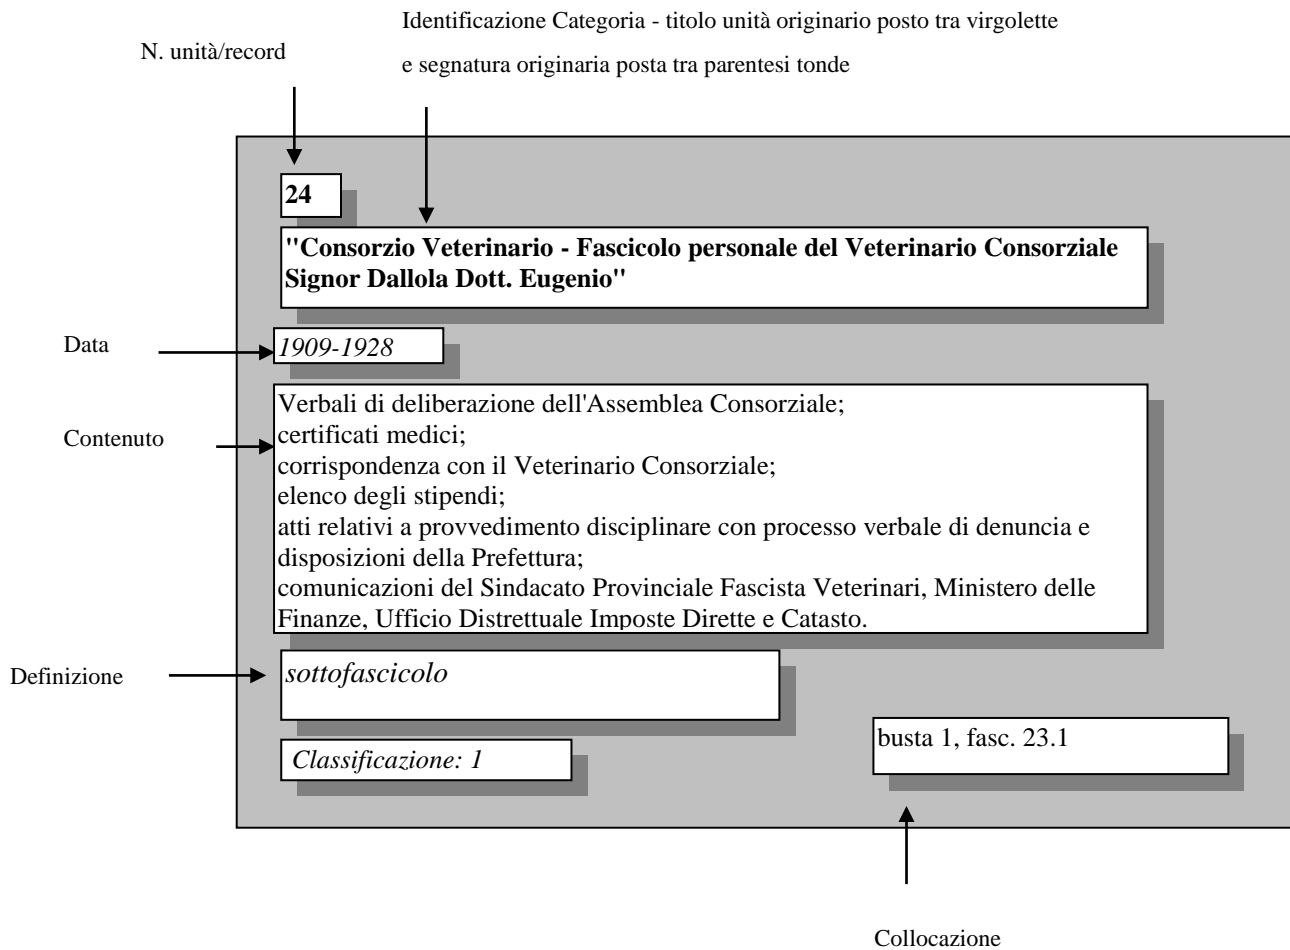 Identificazione Categoria - titolo unità originario posto tra virgolette
e segnatura originaria posta tra parentesi tonde
N. unità/record
24
"Consorzio Veterinario - Fascicolo personale del Veterinario Consorziale
Signor Dallola Dott. Eugenio"
Data
1909-1928
Contenuto
Verbali di deliberazione dell'Assemblea Consorziale;
certificati medici;
corrispondenza con il Veterinario Consorziale;
elenco degli stipendi;
atti relativi a provvedimento disciplinare con processo verbale di denuncia e
disposizioni della Prefettura;
comunicazioni del Sindacato Provinciale Fascista Veterinari, Ministero delle
Finanze, Ufficio Distrettuale Imposte Dirette e Catasto.
Definizione
sottofascicolo
Classificazione: 1
busta 1, fasc. 23.1
Collocazione